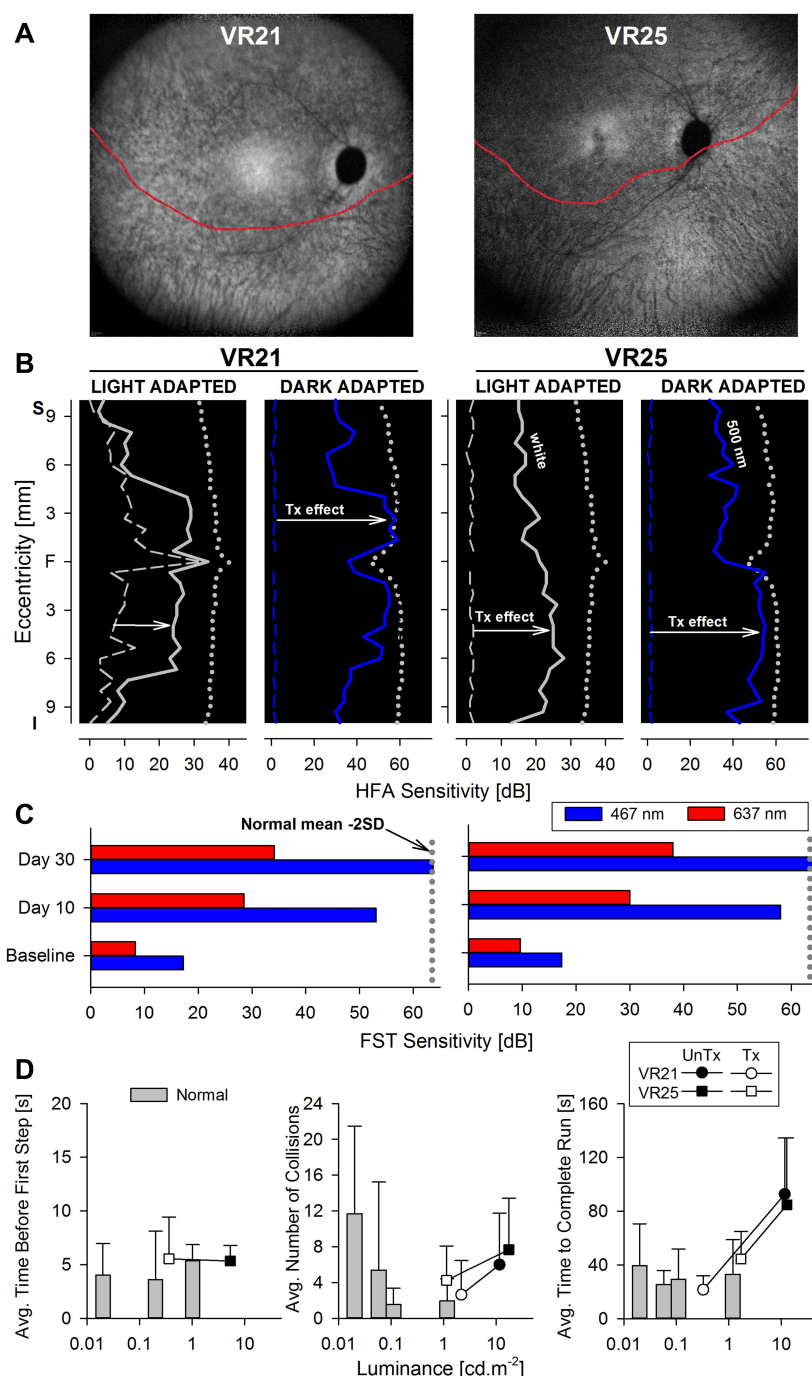 A
VR21
VR25
B
VR21
VR25
LIGHT ADAPTED
DARK ADAPTED
LIGHT ADAPTED
DARK ADAPTED
Eccentricity [mm]
S
9
6
3
F
3
6
9
I
Tx effect
white
Tx effect
500 nm
Tx effect
0 10 20 30 40
0 20 40 60
0 10 20 30 40
0 20 40 60
HFA Sensitivity [dB]
C
Normal mean -2SD
467 nm
637 nm
Day 30
Day 10
Baseline
0 10 20 30 40 50 60
0 10 20 30 40 50 60
FST Sensitivity [dB]
D
UnTx Tx
VR21
VR25
Normal
Avg. Time Before First Step [s]
20
15
10
5
0
0.01 0.1 1 10
Avg. Number of Collisions
24
20
16
12
8
4
0
0.01 0.1 1 10
Avg. Time to Complete Run [s]
160
120
80
40
0
0.01 0.1 1 10
Luminance [cd.m-2]